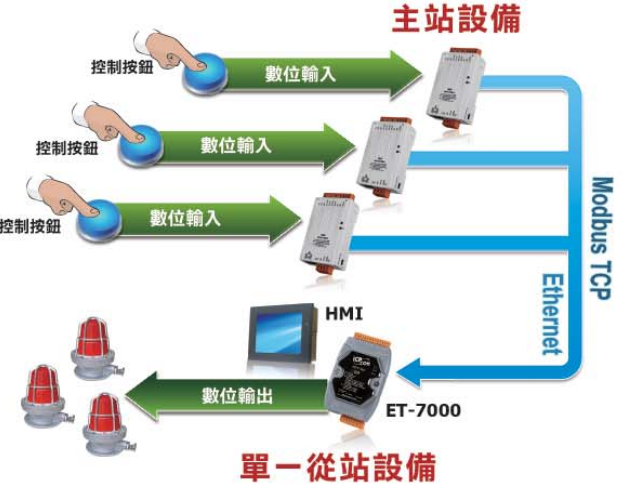 主站設備
控制按鈕
數位輸入
控制按鈕
數位輸入
控制按鈕
數位輸入
Modbus TCP
Ethernet
HMI
數位輸出
ET-7000
單一從站設備